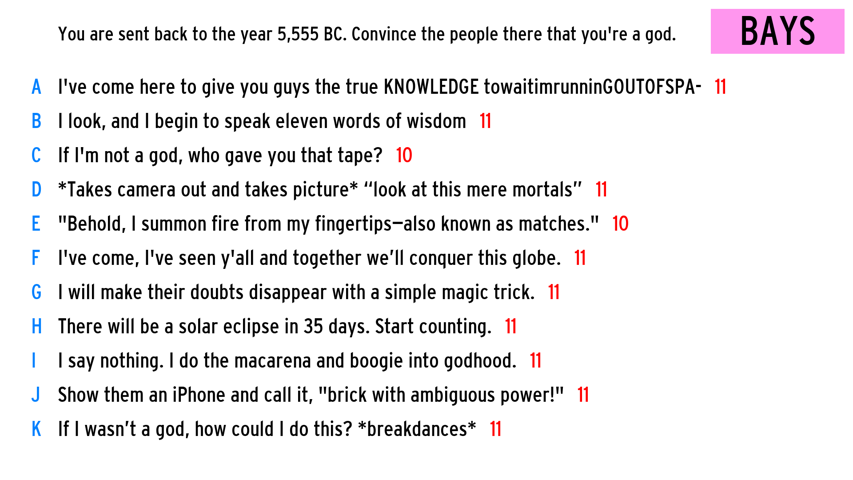 You are sent back to the year 5,555 BC. Convince the people there that you're a god.
BAYS
A I've come here to give you guys the true KNOWLEDGE towaitimrunninGOUTOFSPA- 11
B I look, and I begin to speak eleven words of wisdom 11
C If I'm not a god, who gave you that tape? 10
D *Takes camera out and takes picture* “look at this mere mortals” 11
E "Behold, I summon fire from my fingertips—also known as matches." 10
F I've come, I've seen y'all and together we’ll conquer this globe. 11
G I will make their doubts disappear with a simple magic trick. 11
H There will be a solar eclipse in 35 days. Start counting. 11
I I say nothing. I do the macarena and boogie into godhood. 11
J Show them an iPhone and call it, "brick with ambiguous power!" 11
K If I wasn’t a god, how could I do this? *breakdances* 11